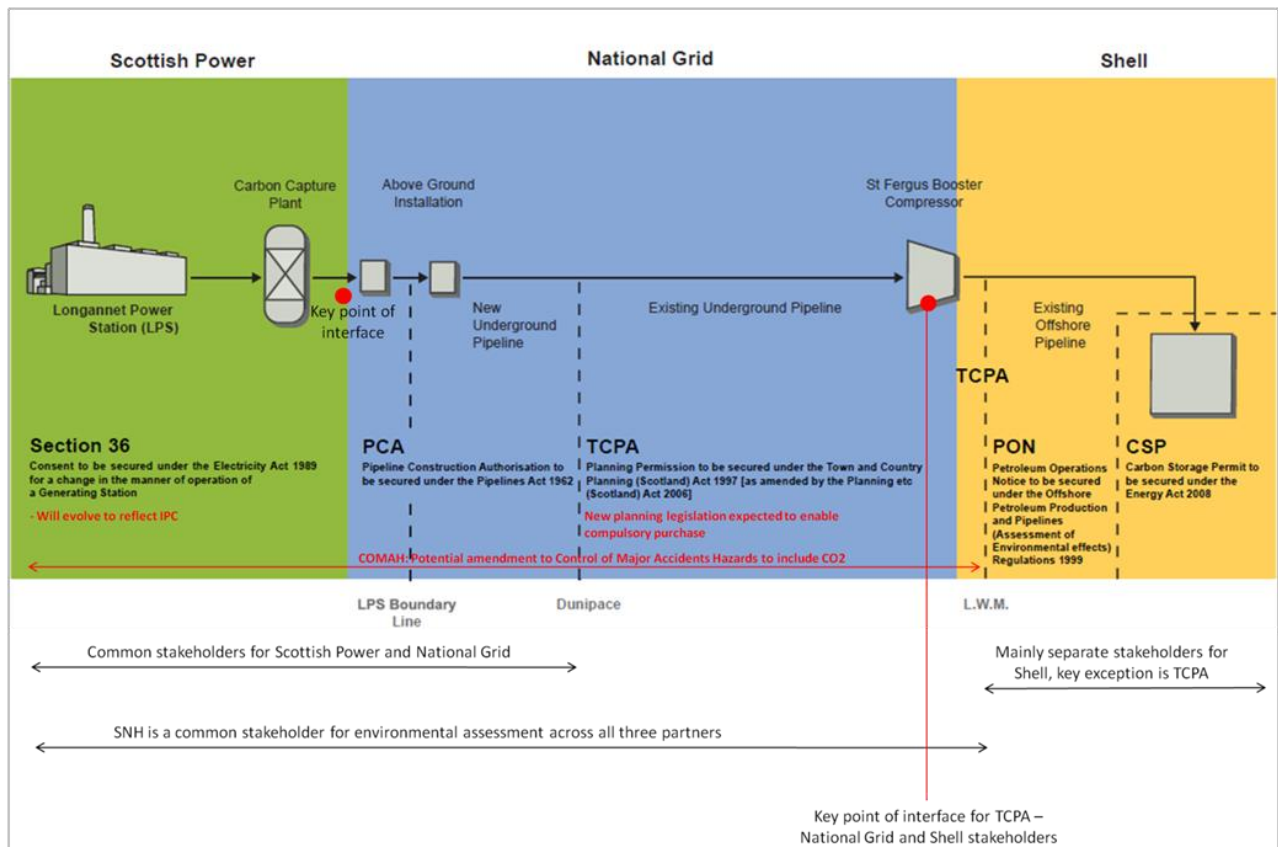 Scottish Power
National Grid
Shell
Carbon Capture
Plant
Above Ground
Installation
St Fergus Booster
Compressor
Longannet Power
Station (LPS)
Key point of
interface
New
Underground
Pipeline
Existing Underground Pipeline
Existing
Offshore
Pipeline
TCPA
Section 36
Consent to be secured under the Electricity Act 1989
for a change in the manner of operation of
a Generating Station
- Will evolve to reflect IPC
PCA
Pipeline Construction Authorisation to
be secured under the Pipelines Act 1962
TCPA
Planning Permission to be secured under the Town and Country
Planning (Scotland) Act 1997 [as amended by the Planning etc
(Scotland) Act 2006]
New planning legislation expected to enable
compulsory purchase
PON
Petroleum Operations
Notice to be secured
under the Offshore
Petroleum Production
and Pipelines
(Assessment of
Environmental effects)
Regulations 1999
CSP
Carbon Storage Permit to
be secured under the
Energy Act 2008
COMAH: Potential amendment to Control of Major Accidents Hazards to include CO2
LPS Boundary
Line
Dunipace
L.W.M.
Common stakeholders for Scottish Power and National Grid
Mainly separate stakeholders for
Shell, key exception is TCPA
SNH is a common stakeholder for environmental assessment across all three partners
Key point of interface for TCPA –
National Grid and Shell stakeholders